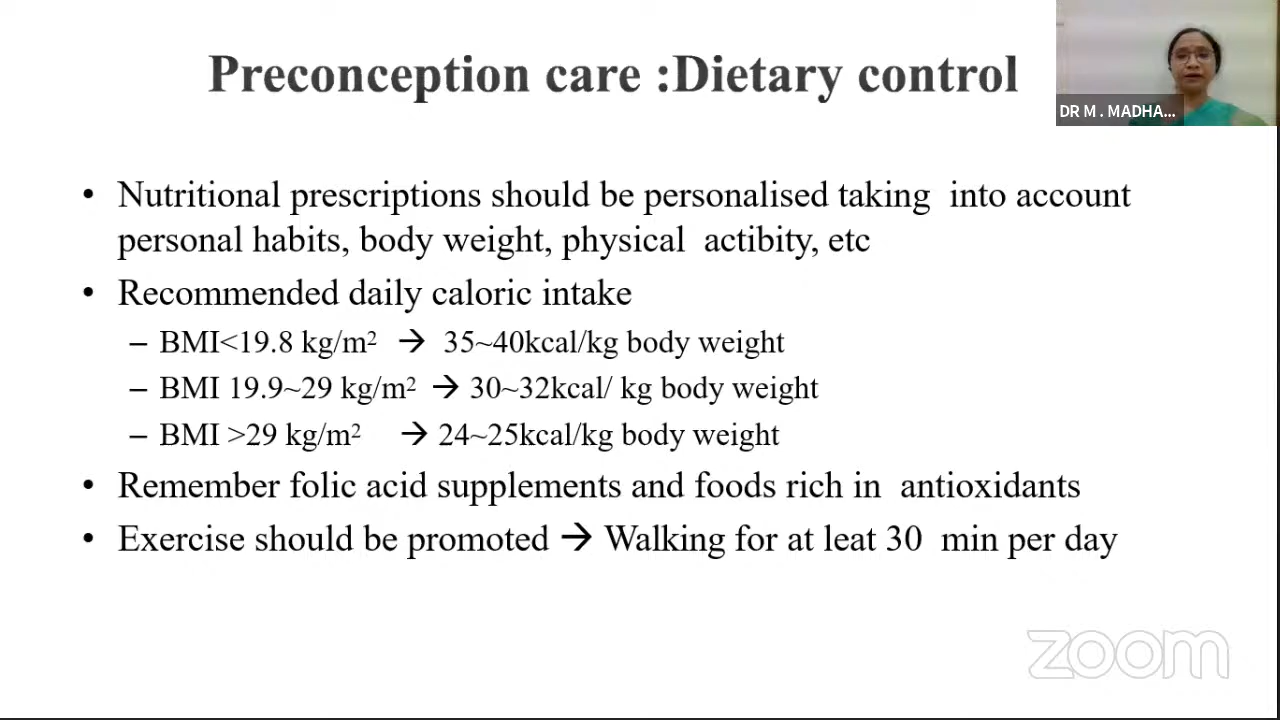 Preconception care :Dietary control
DR M . MADHA...
• Nutritional prescriptions should be personalised taking into account
personal habits, body weight, physical actibity, etc
• Recommended daily caloric intake
– BMI<19.8 kg/m² → 35~40kcal/kg body weight
– BMI 19.9~29 kg/m² → 30~32kcal/ kg body weight
– BMI >29 kg/m² → 24~25kcal/kg body weight
• Remember folic acid supplements and foods rich in antioxidants
• Exercise should be promoted → Walking for at leat 30 min per day
zoom